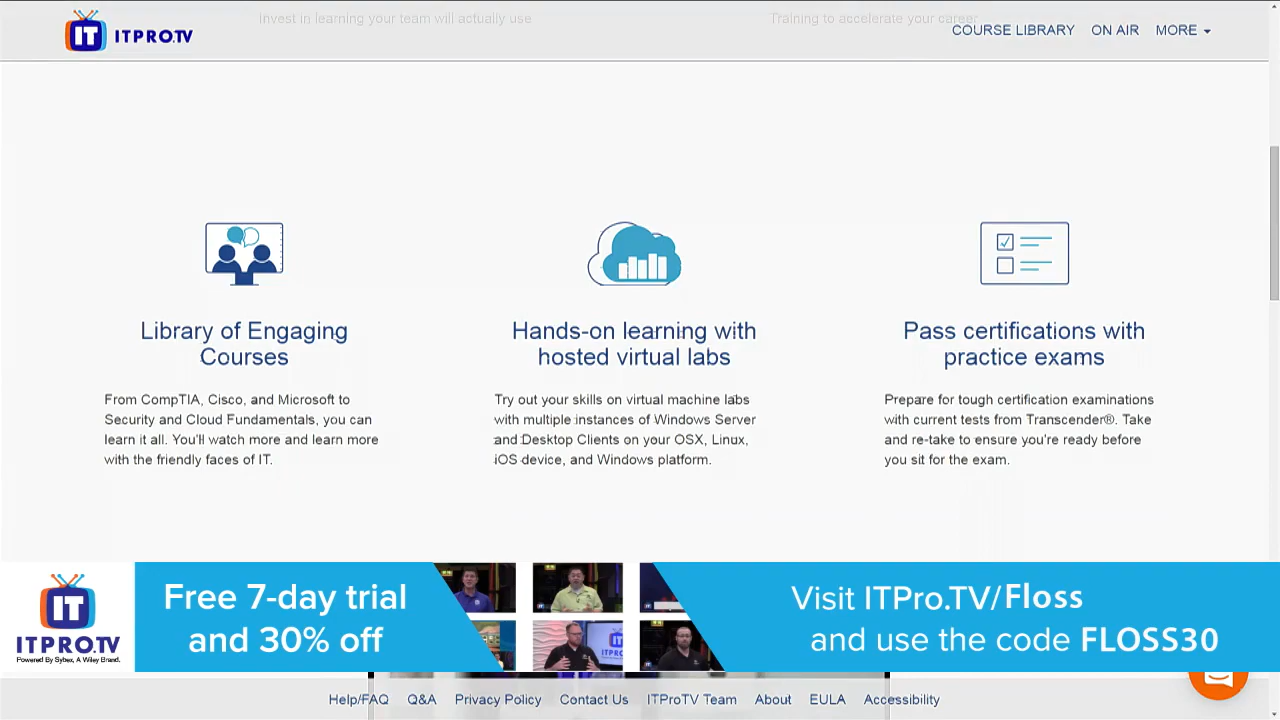 Invest in learning your team will actually use
Training to accelerate your career
IT ITPRO.TV
COURSE LIBRARY ON AIR MORE
Library of Engaging
Courses
From CompTIA, Cisco, and Microsoft to
Security and Cloud Fundamentals, you can
learn it all. You'll watch more and learn more
with the friendly faces of IT.
Hands-on learning with
hosted virtual labs
Try out your skills on virtual machine labs
with multiple instances of Windows Server
and Desktop Clients on your OSX, Linux,
iOS device, and Windows platform.
Pass certifications with
practice exams
Prepare for tough certification examinations
with current tests from Transcender®. Take
and re-take to ensure you're ready before
you sit for the exam.
IT
ITPRO.TV
Powered By Sybex, A Wiley Brand.
Free 7-day trial
and 30% off
Visit ITPro.TV/Floss
and use the code FLOSS30
Help/FAQ Q&A Privacy Policy Contact Us ITProTV Team About EULA Accessibility